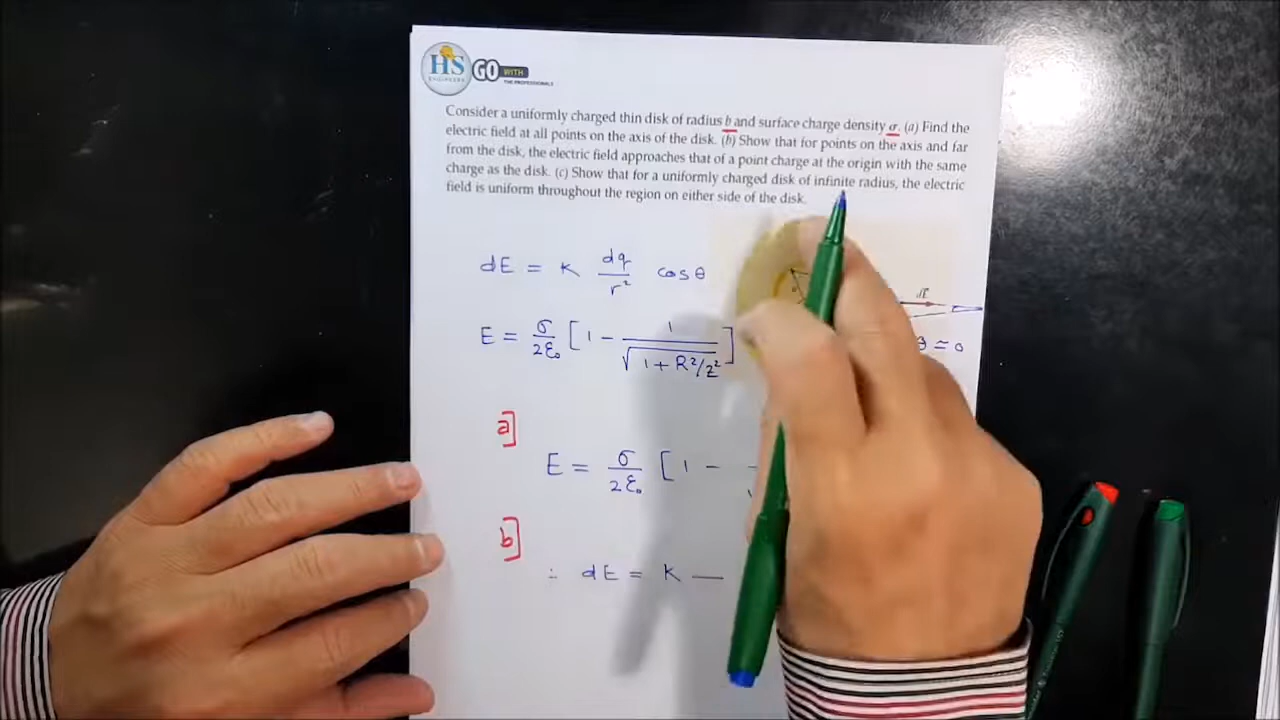 HS
ENGINEERS
GO WITH
THE PROFESSIONALS
Consider a uniformly charged thin disk of radius b and surface charge density σ. (a) Find the
electric field at all points on the axis of the disk. (b) Show that for points on the axis and far
from the disk, the electric field approaches that of a point charge at the origin with the same
charge as the disk. (c) Show that for a uniformly charged disk of infinite radius, the electric
field is uniform throughout the region on either side of the disk.
dE = K dq/r² cosθ
E = σ/2ε₀ [1 - 1/√(1 + R²/z²)]
θ ≃ 0
a]
E = σ/2ε₀ [1 -
b]
∴ dE = K —